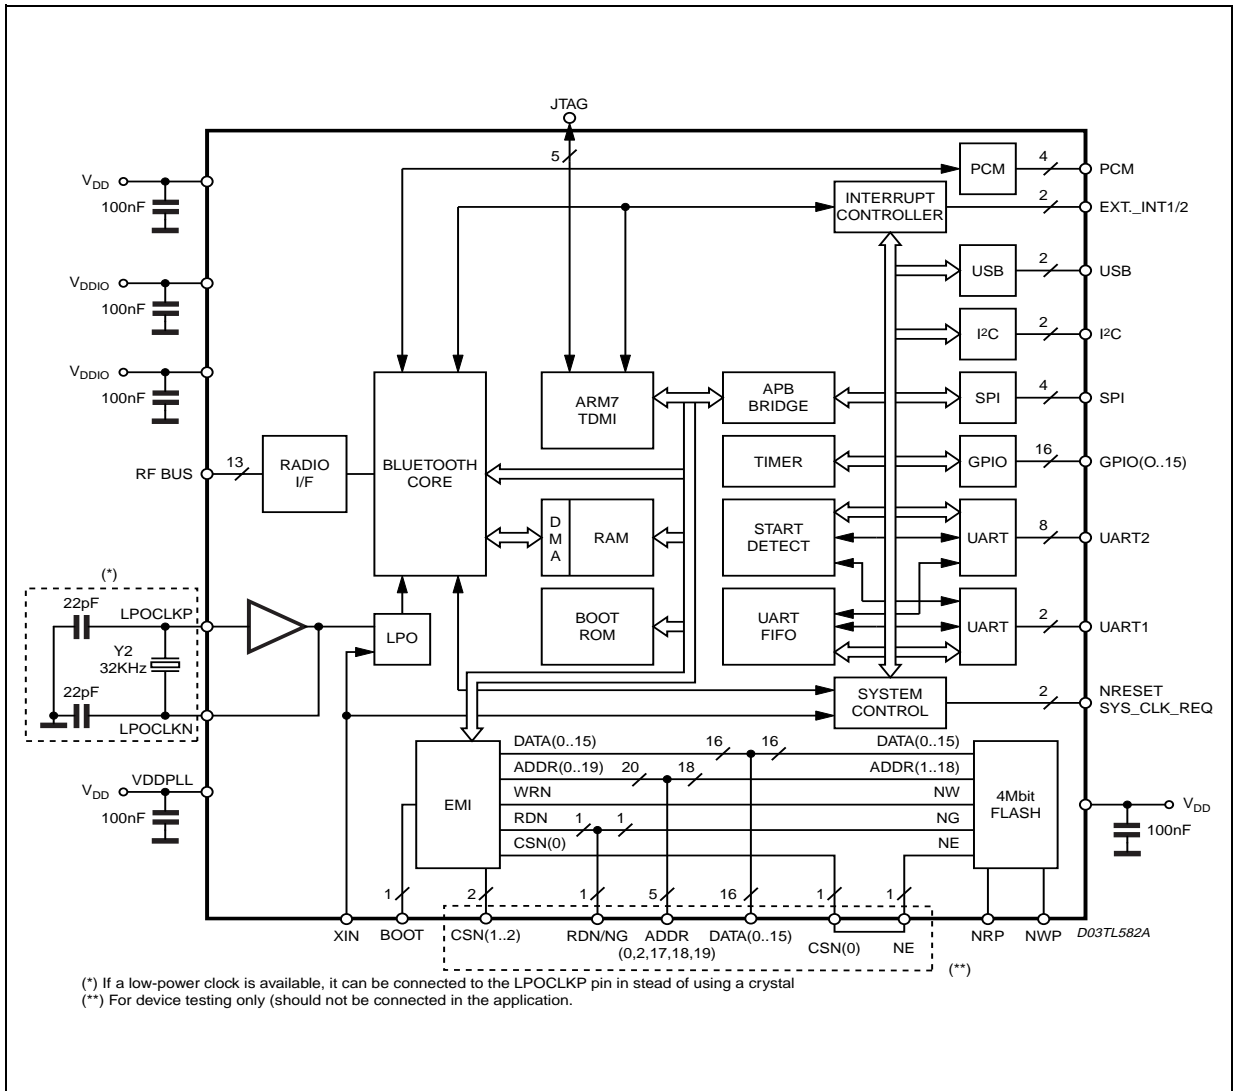 JTAG
5
V_DD
100nF
PCM
4
PCM
INTERRUPT
CONTROLLER
2
EXT._INT1/2
USB
2
USB
V_DDIO
100nF
I²C
2
I²C
V_DDIO
100nF
BLUETOOTH
CORE
ARM7
TDMI
APB
BRIDGE
SPI
4
SPI
RF BUS
13
RADIO
I/F
TIMER
GPIO
16
GPIO(O..15)
D
M
A
RAM
START
DETECT
UART
8
UART2
(*)
22pF
LPOCLKP
Y2
32KHz
22pF
LPOCLKN
LPO
BOOT
ROM
UART
FIFO
UART
2
UART1
SYSTEM
CONTROL
2
NRESET
SYS_CLK_REQ
V_DD
VDDPLL
100nF
EMI
DATA(0..15)
16
16
DATA(0..15)
ADDR(0..19)
20
18
ADDR(1..18)
WRN
NW
RDN
1
1
NG
CSN(0)
NE
4Mbit
FLASH
V_DD
100nF
1
2
1
5
16
1
1
XIN
BOOT
CSN(1..2)
RDN/NG
ADDR
(0,2,17,18,19)
DATA(0..15)
CSN(0)
NE
NRP
NWP
D03TL582A
(**)
(*) If a low-power clock is available, it can be connected to the LPOCLKP pin in stead of using a crystal
(**) For device testing only (should not be connected in the application.